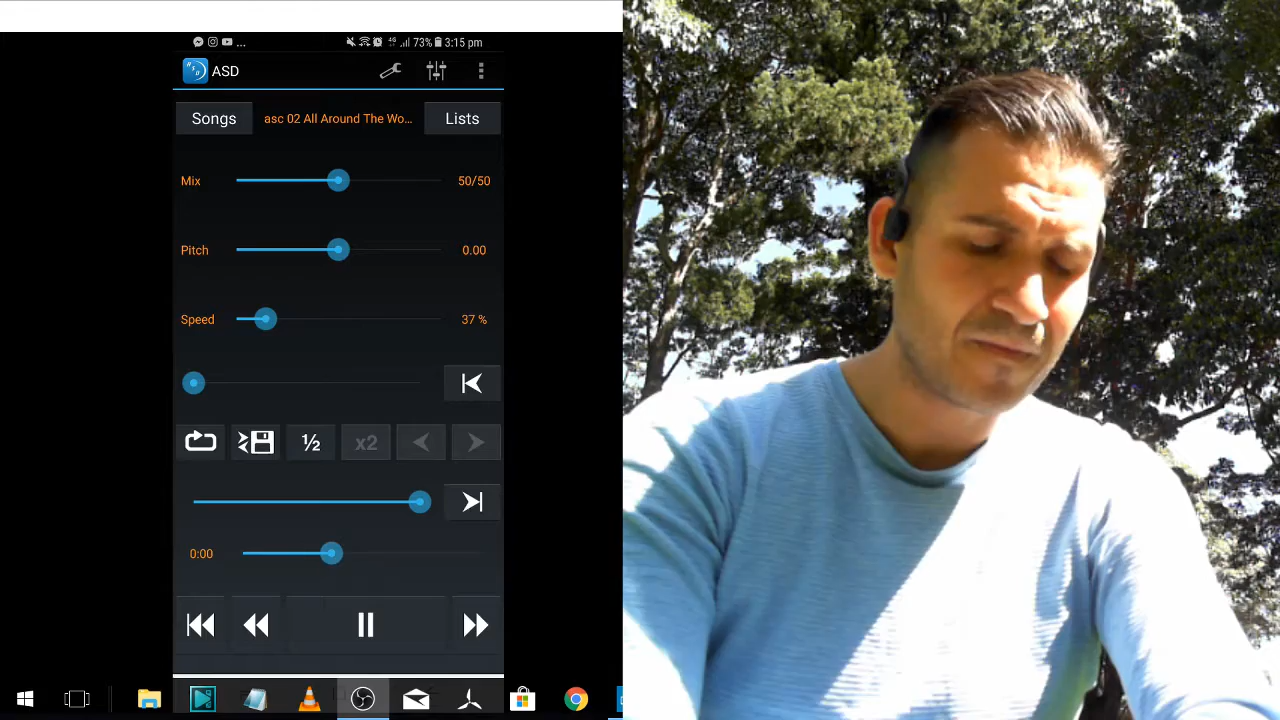 ... 4G 73% 3:15 pm
ASD
Songs asc 02 All Around The Wo... Lists
Mix 50/50
Pitch 0.00
Speed 37 %
½ x2
0:00